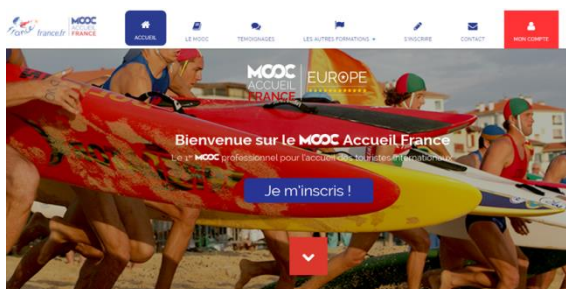 france.fr
MOOC
ACCUEIL
FRANCE
ACCUEIL
LE MOOC
TÉMOIGNAGES
LES AUTRES FORMATIONS
S'INSCRIRE
CONTACT
MON COMPTE
MOOC
ACCUEIL
FRANCE
EUROPE
Bienvenue sur le MOOC Accueil France
Le 1er MOOC professionnel pour l'accueil des touristes internationaux
Je m'inscris !